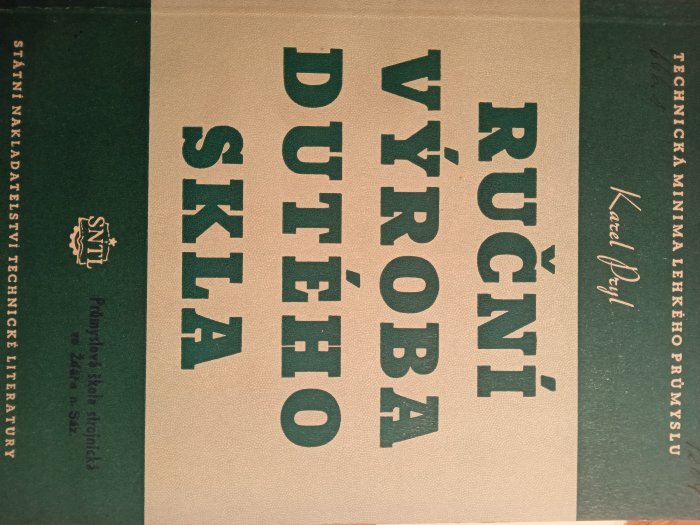 TECHNICKÁ MINIMA LEHKÉHO PRŮMYSLU
Karel Pryl
RUČNÍ
VÝROBA
DUTÉHO
SKLA
SNTL
Průmyslová škola strojnická
ve Žďáře n. Sáz.
STÁTNÍ NAKLADATELSTVÍ TECHNICKÉ LITERATURY